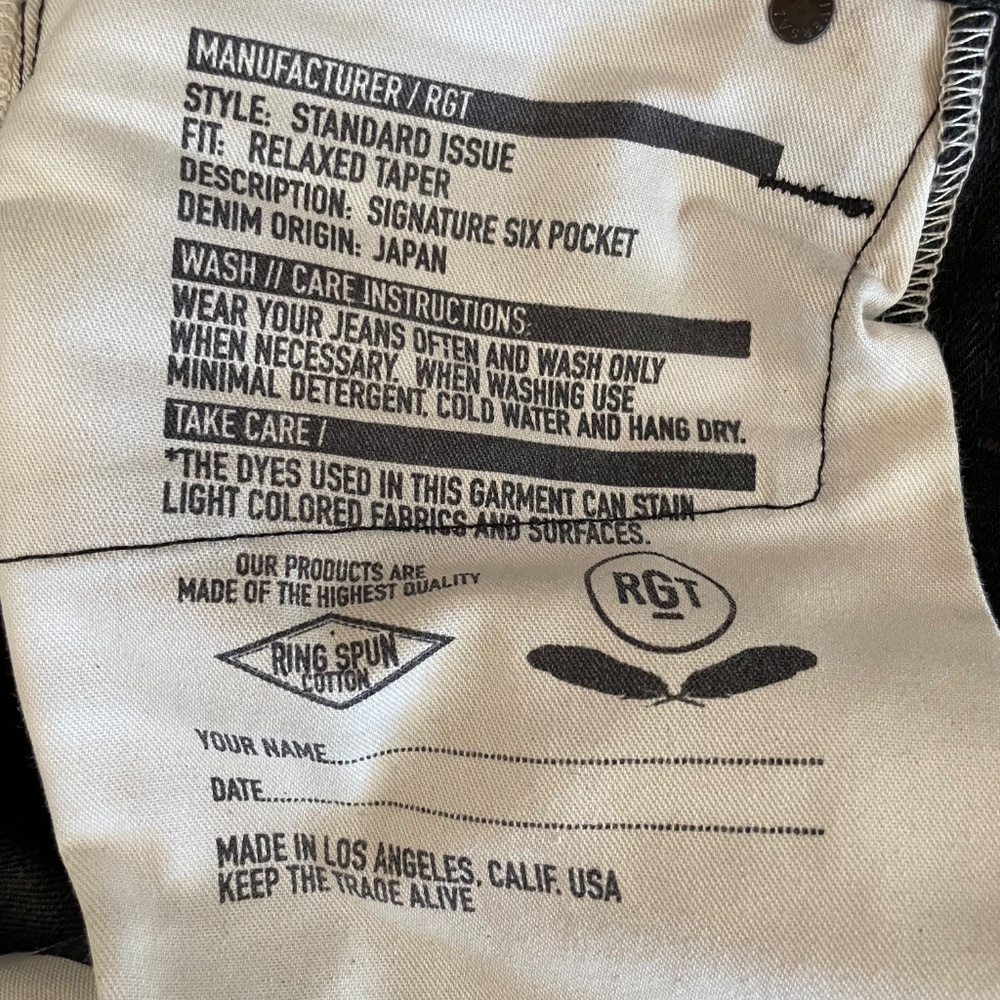 MANUFACTURER / RGT
STYLE: STANDARD ISSUE
FIT: RELAXED TAPER
DESCRIPTION: SIGNATURE SIX POCKET
DENIM ORIGIN: JAPAN
WASH // CARE INSTRUCTIONS:
WEAR YOUR JEANS OFTEN AND WASH ONLY
WHEN NECESSARY, WHEN WASHING USE
MINIMAL DETERGENT, COLD WATER AND HANG DRY.
TAKE CARE /
*THE DYES USED IN THIS GARMENT CAN STAIN
LIGHT COLORED FABRICS AND SURFACES.
OUR PRODUCTS ARE
MADE OF THE HIGHEST QUALITY
RING SPUN
COTTON
RGT
YOUR NAME
DATE
MADE IN LOS ANGELES, CALIF. USA
KEEP THE TRADE ALIVE